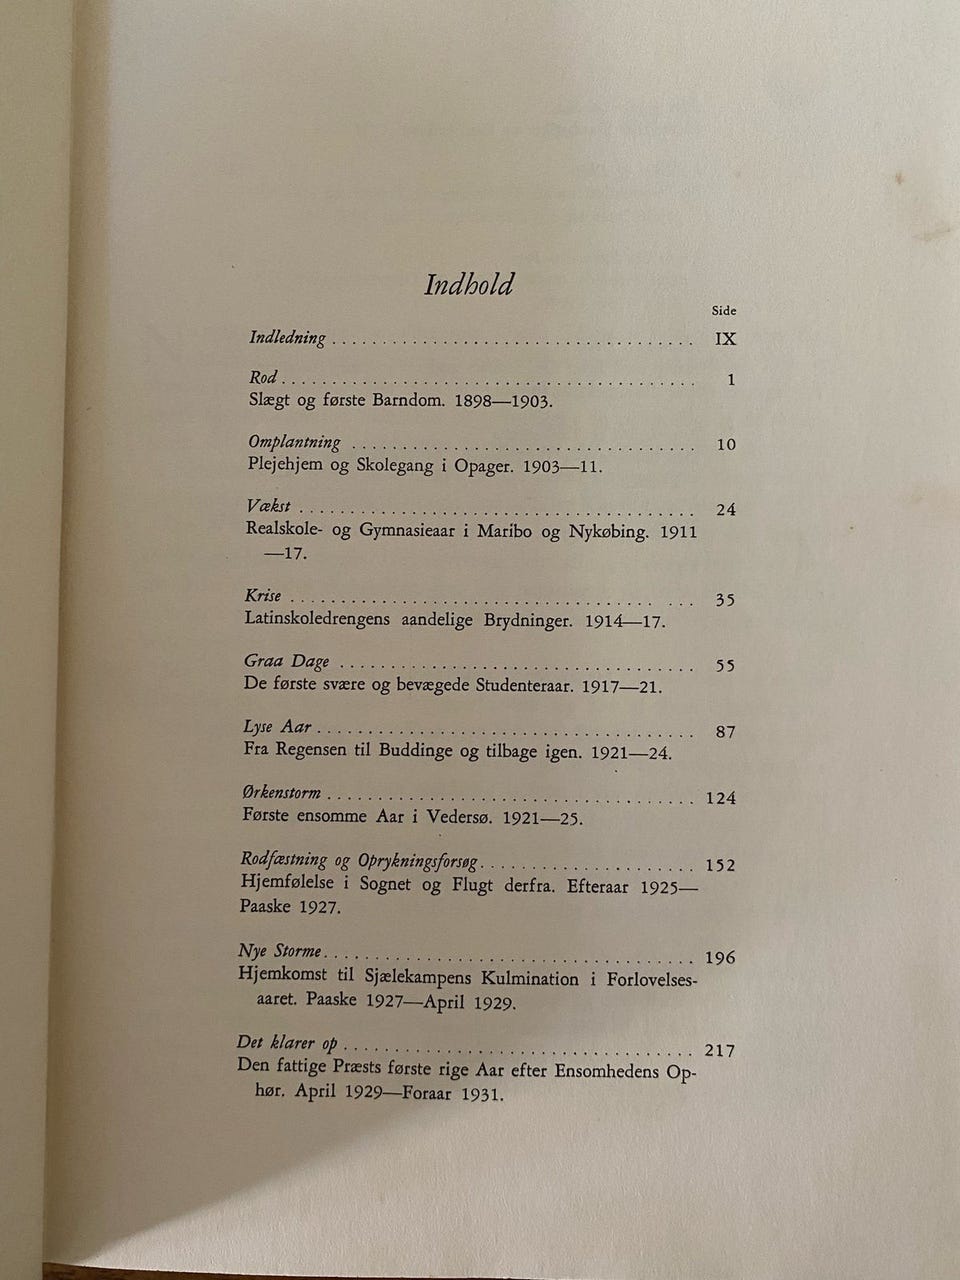 Indhold
Side
Indledning . . . . . . . . . . . . . . . . . . . . . . . . . . . . . . . . . . . . IX
Rod . . . . . . . . . . . . . . . . . . . . . . . . . . . . . . . . . . . . . . . . 1
Slægt og første Barndom. 1898—1903.
Omplantning . . . . . . . . . . . . . . . . . . . . . . . . . . . . . . . . . . 10
Plejehjem og Skolegang i Opager. 1903—11.
Vækst . . . . . . . . . . . . . . . . . . . . . . . . . . . . . . . . . . . . . . . 24
Realskole- og Gymnasieaar i Maribo og Nykøbing. 1911
—17.
Krise . . . . . . . . . . . . . . . . . . . . . . . . . . . . . . . . . . . . . . . 35
Latinskoledrengens aandelige Brydninger. 1914—17.
Graa Dage . . . . . . . . . . . . . . . . . . . . . . . . . . . . . . . . . . . 55
De første svære og bevægede Studenteraar. 1917—21.
Lyse Aar . . . . . . . . . . . . . . . . . . . . . . . . . . . . . . . . . . . . . 87
Fra Regensen til Buddinge og tilbage igen. 1921—24.
Ørkenstorm . . . . . . . . . . . . . . . . . . . . . . . . . . . . . . . . . . . . 124
Første ensomme Aar i Vedersø. 1921—25.
Rodfæstning og Oprykningsforsøg . . . . . . . . . . . . . . . . . . . . . 152
Hjemfølelse i Sognet og Flugt derfra. Efteraar 1925—
Paaske 1927.
Nye Storme . . . . . . . . . . . . . . . . . . . . . . . . . . . . . . . . . . . . . 196
Hjemkomst til Sjælekampens Kulmination i Forlovelses-
aaret. Paaske 1927—April 1929.
Det klarer op . . . . . . . . . . . . . . . . . . . . . . . . . . . . . . . . . . . 217
Den fattige Præsts første rige Aar efter Ensomhedens Op-
hør. April 1929—Foraar 1931.